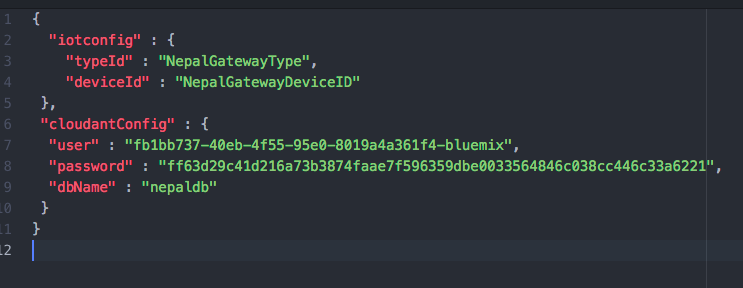 1 {
2 "iotconfig" : {
3 "typeId" : "NepalGatewayType",
4 "deviceId" : "NepalGatewayDeviceID"
5 },
6 "cloudantConfig" : {
7 "user" : "fb1bb737-40eb-4f55-95e0-8019a4a361f4-bluemix",
8 "password" : "ff63d29c41d216a73b3874faae7f596359dbe0033564846c038cc446c33a6221",
9 "dbName" : "nepaldb"
10 }
11 }
12